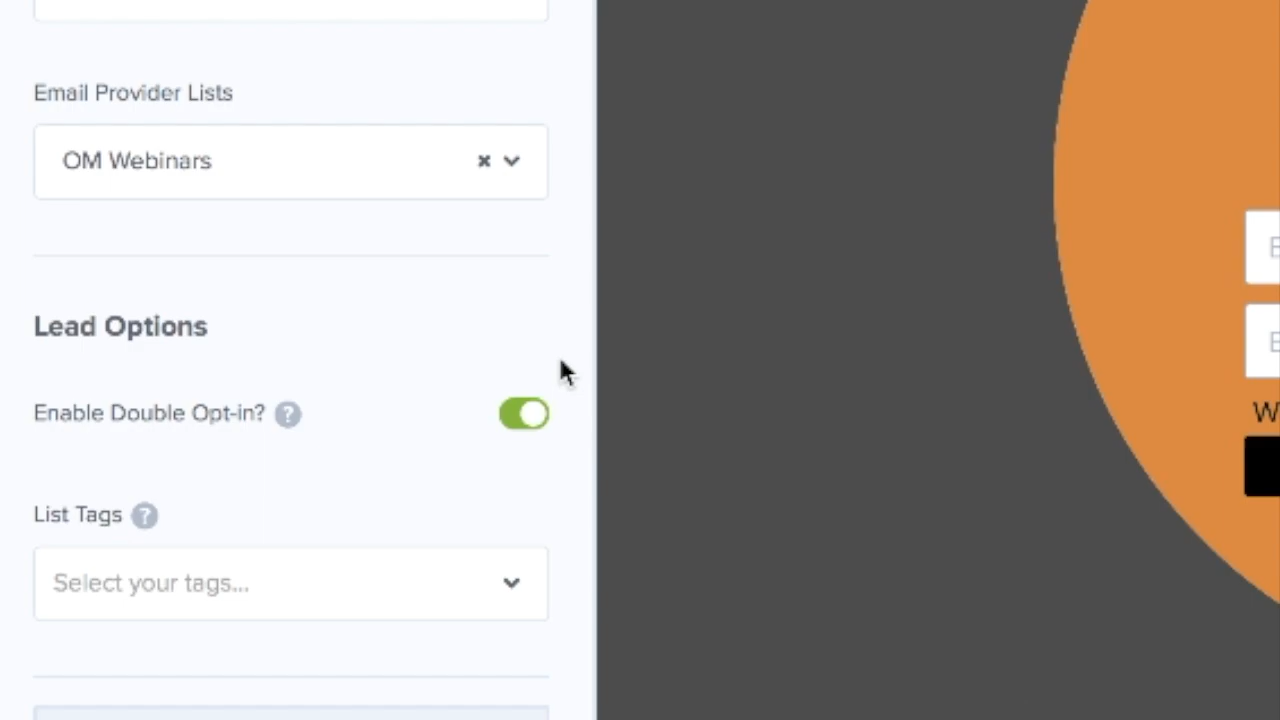 Email Provider Lists
OM Webinars
Lead Options
Enable Double Opt-in? ?
List Tags ?
Select your tags...
E
E
W